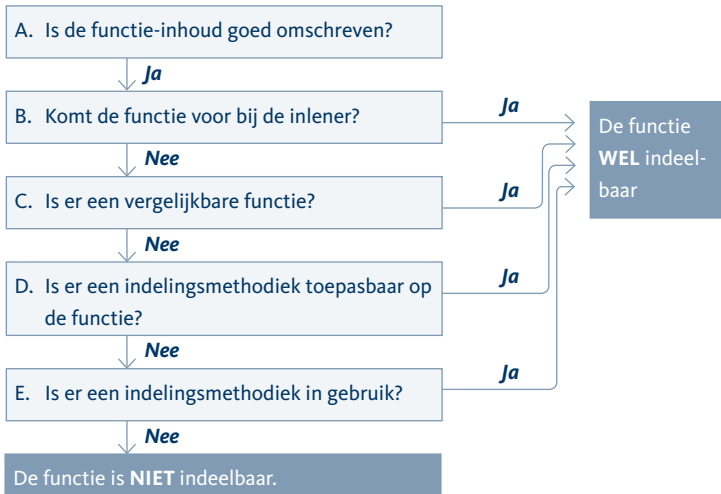 A. Is de functie-inhoud goed omschreven?
Ja
B. Komt de functie voor bij de inlener?
Ja
De functie
WEL indeel-
baar
Nee
C. Is er een vergelijkbare functie?
Ja
Nee
D. Is er een indelingsmethodiek toepasbaar op
de functie?
Ja
Nee
E. Is er een indelingsmethodiek in gebruik?
Ja
Nee
De functie is NIET indeelbaar.